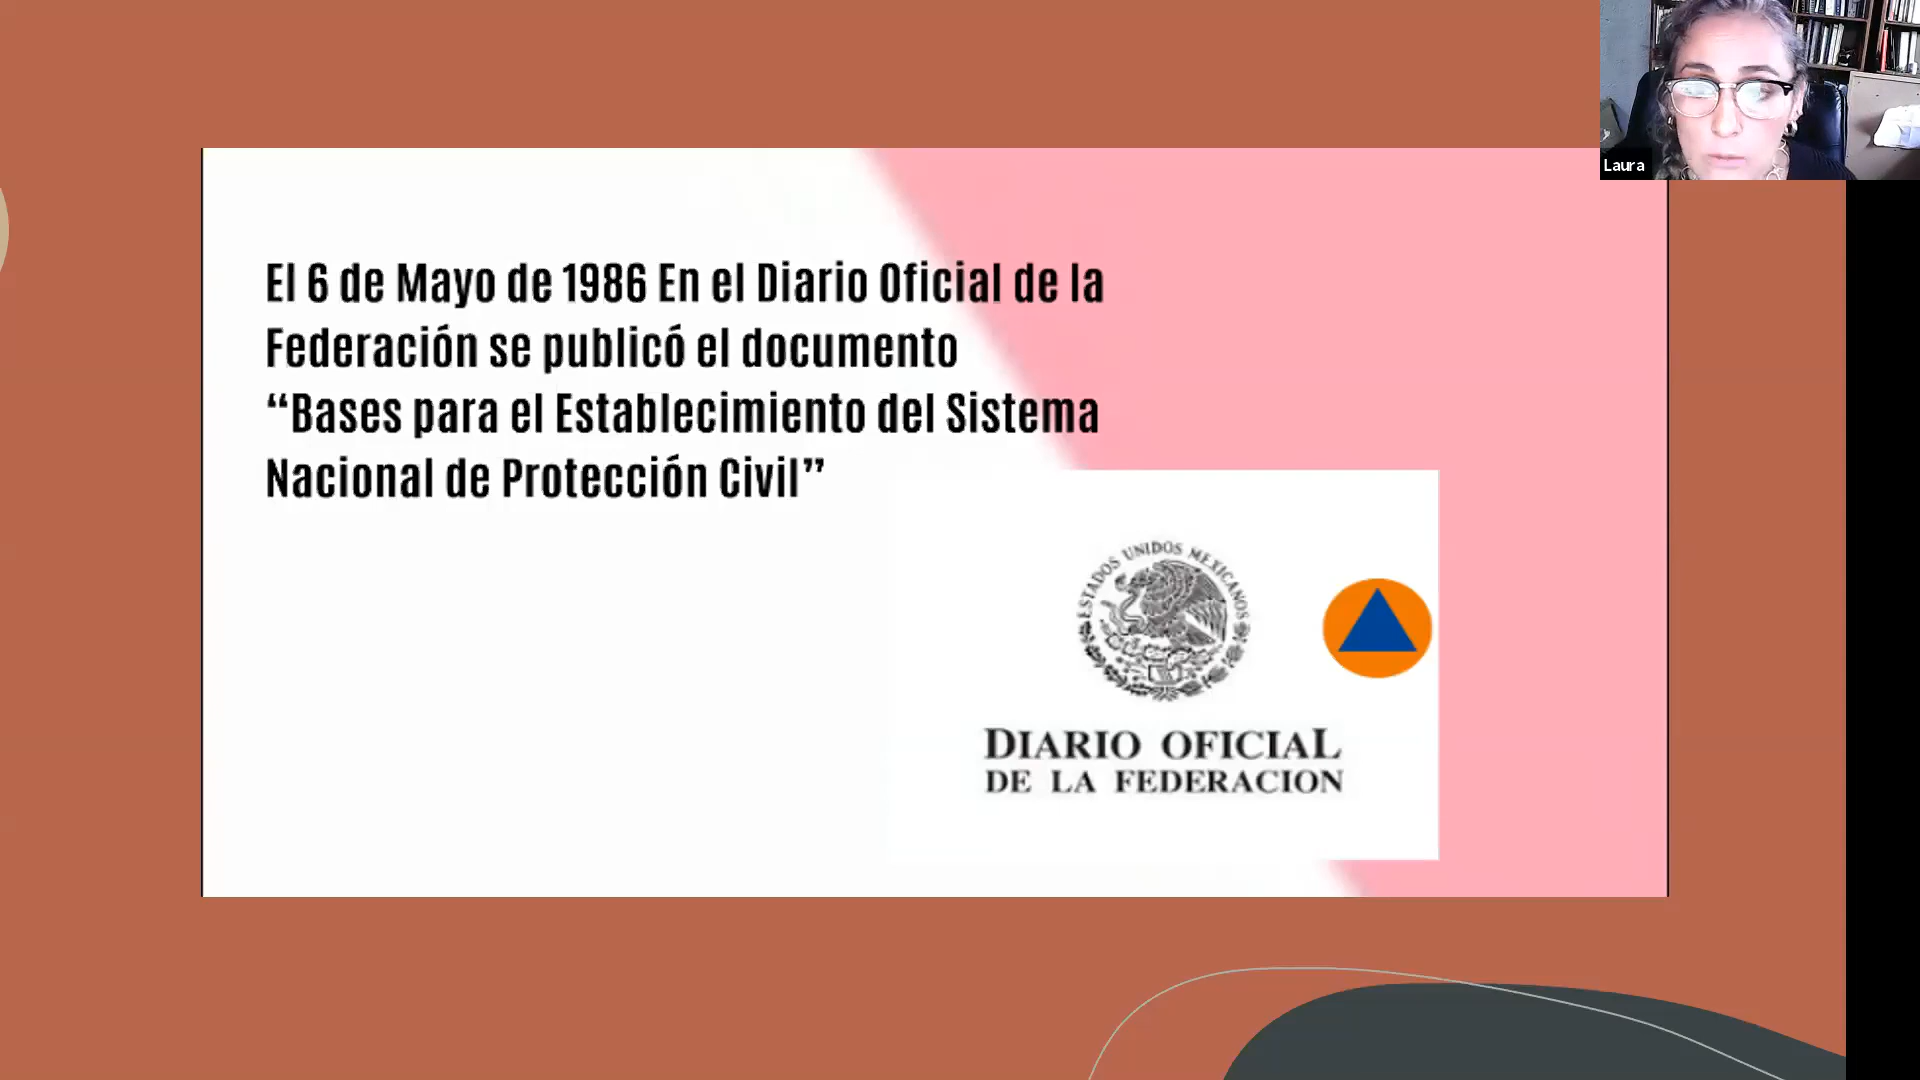 El 6 de Mayo de 1986 En el Diario Oficial de la
Federación se publicó el documento
“Bases para el Establecimiento del Sistema
Nacional de Protección Civil”
ESTADOS UNIDOS MEXICANOS
DIARIO OFICIAL
DE LA FEDERACION
Laura